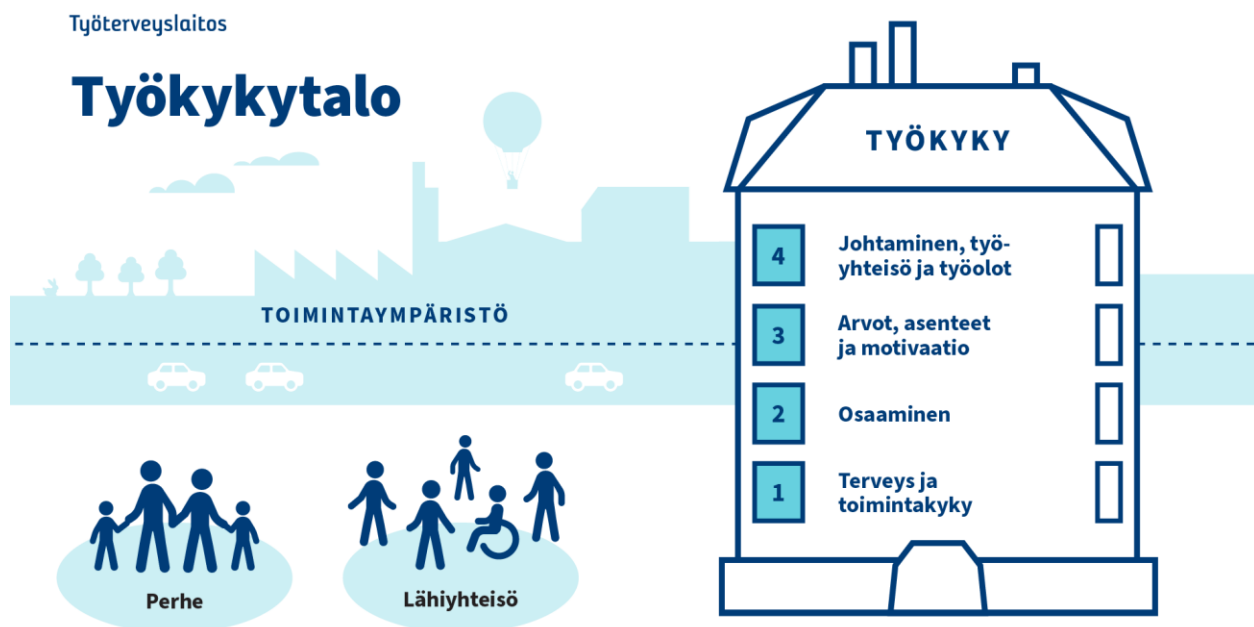 Työterveyslaitos
Työkykytalo
TYÖKYKY
4
Johtaminen, työ-
yhteisö ja työolot
TOIMINTAYMPÄRISTÖ
3
Arvot, asenteet
ja motivaatio
2
Osaaminen
1
Terveys ja
toimintakyky
Perhe
Lähiyhteisö